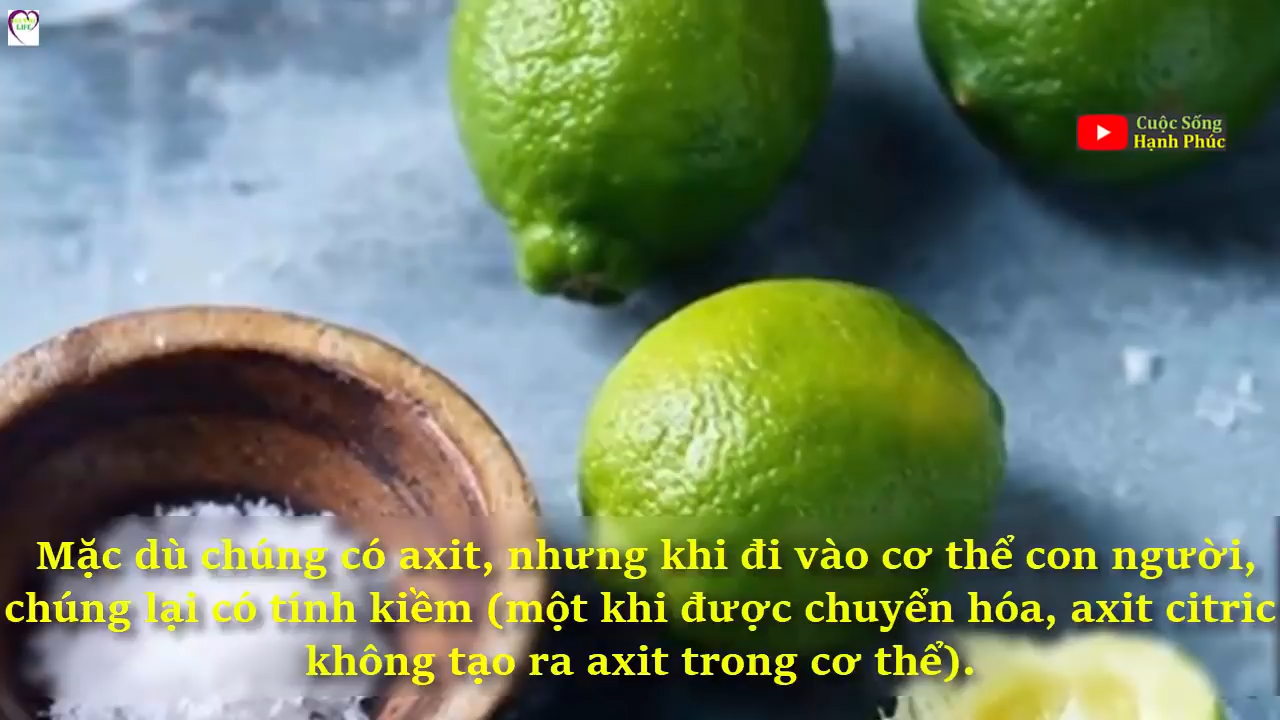 LIFE
Cuộc Sống
Hạnh Phúc
Mặc dù chúng có axit, nhưng khi đi vào cơ thể con người,
chúng lại có tính kiềm (một khi được chuyển hóa, axit citric
không tạo ra axit trong cơ thể).